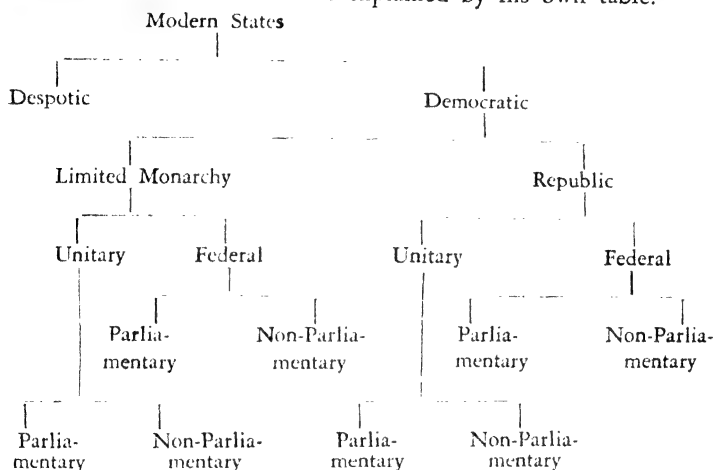 explained by his own table.
Modern States
Despotic Democratic
Limited Monarchy Republic
Unitary Federal Unitary Federal
Parlia- Non-Parlia- Parlia- Non-Parlia-
mentary mentary mentary mentary
Parlia- Non-Parlia- Parlia- Non-Parlia-
mentary mentary mentary mentary